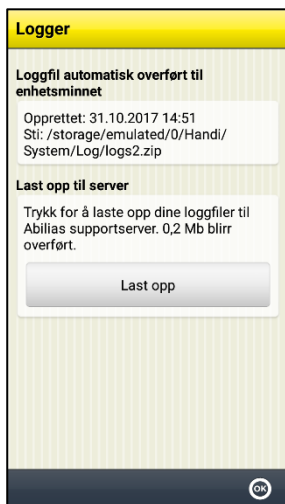 Logger
Loggfil automatisk overført til
enhetsminnet
Opprettet: 31.10.2017 14:51
Sti: /storage/emulated/0/Handi/
System/Log/logs2.zip
Last opp til server
Trykk for å laste opp dine loggfiler til
Abilias supportserver. 0,2 Mb blirr
overført.
Last opp
OK